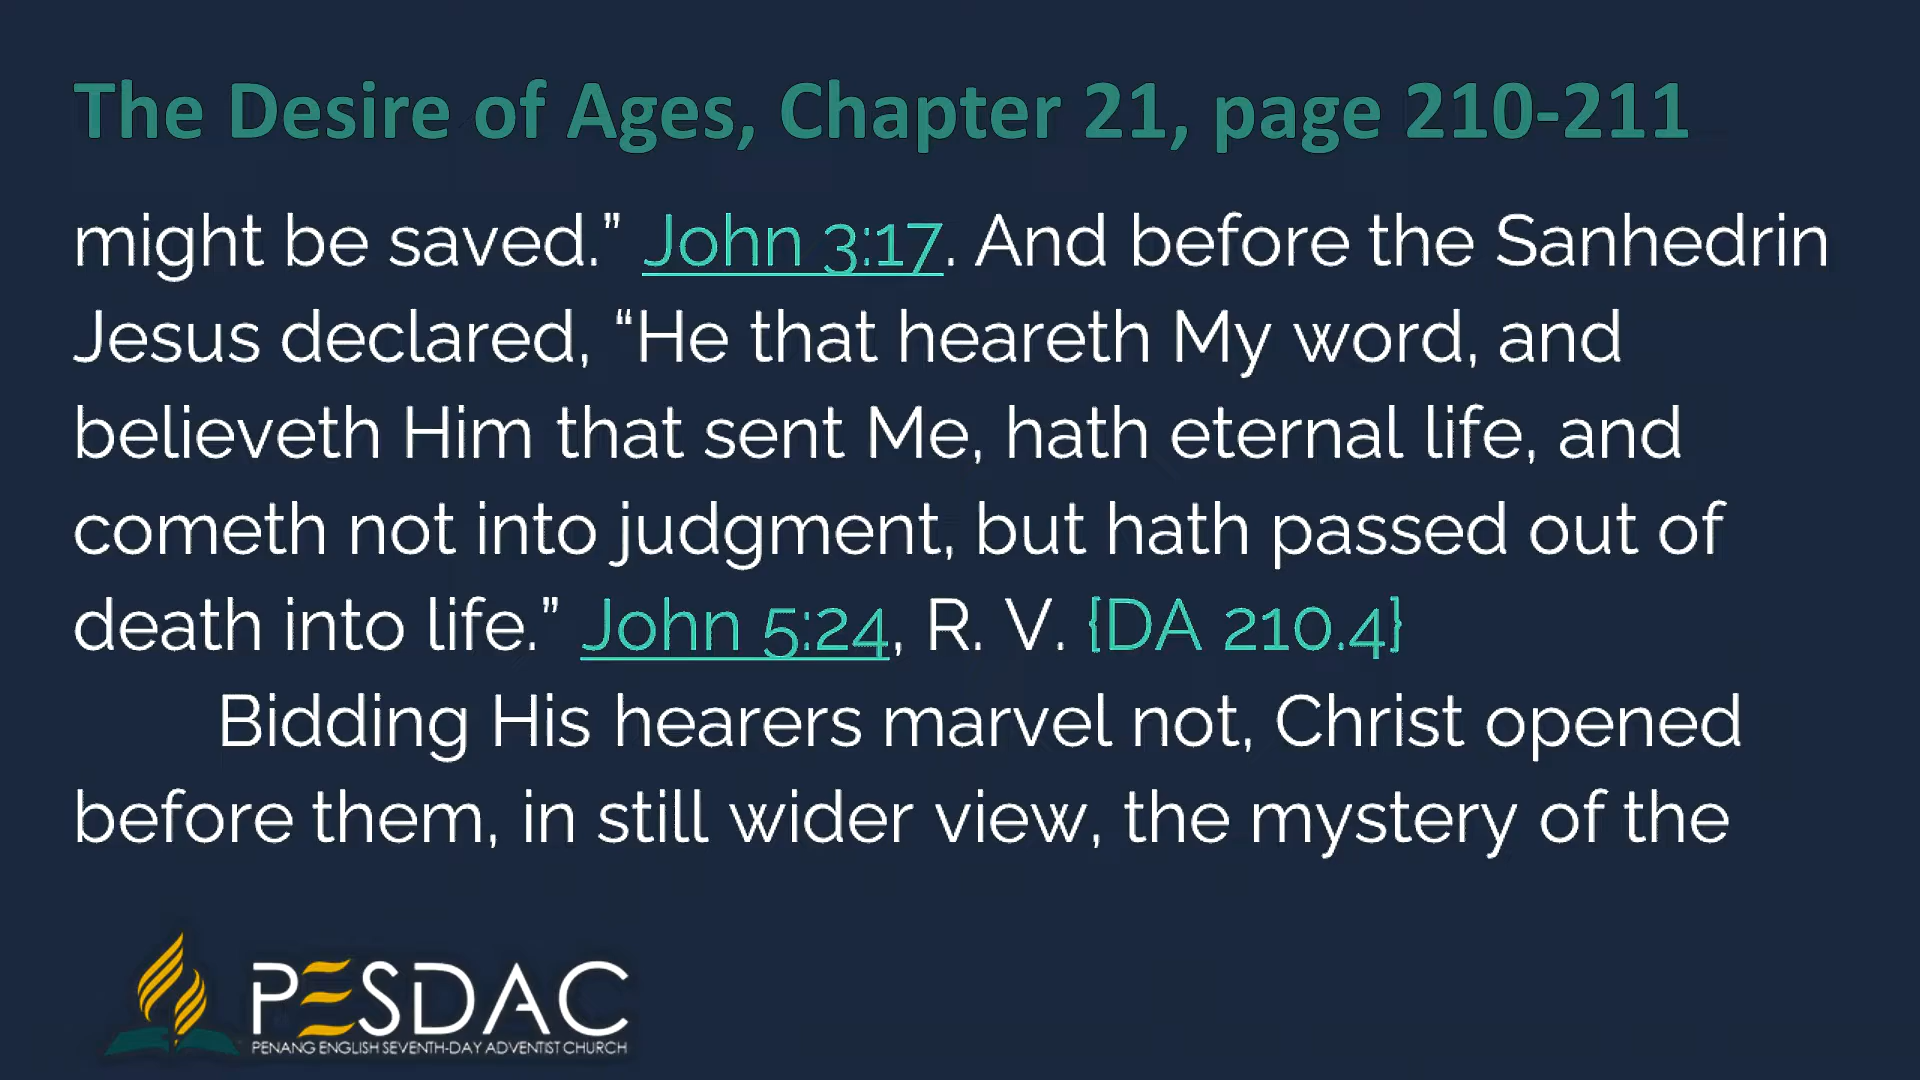 The Desire of Ages, Chapter 21, page 210-211
might be saved.” John 3:17. And before the Sanhedrin
Jesus declared, “He that heareth My word, and
believeth Him that sent Me, hath eternal life, and
cometh not into judgment, but hath passed out of
death into life.” John 5:24, R. V. {DA 210.4}
Bidding His hearers marvel not, Christ opened
before them, in still wider view, the mystery of the
PESDAC
PENANG ENGLISH SEVENTH-DAY ADVENTIST CHURCH